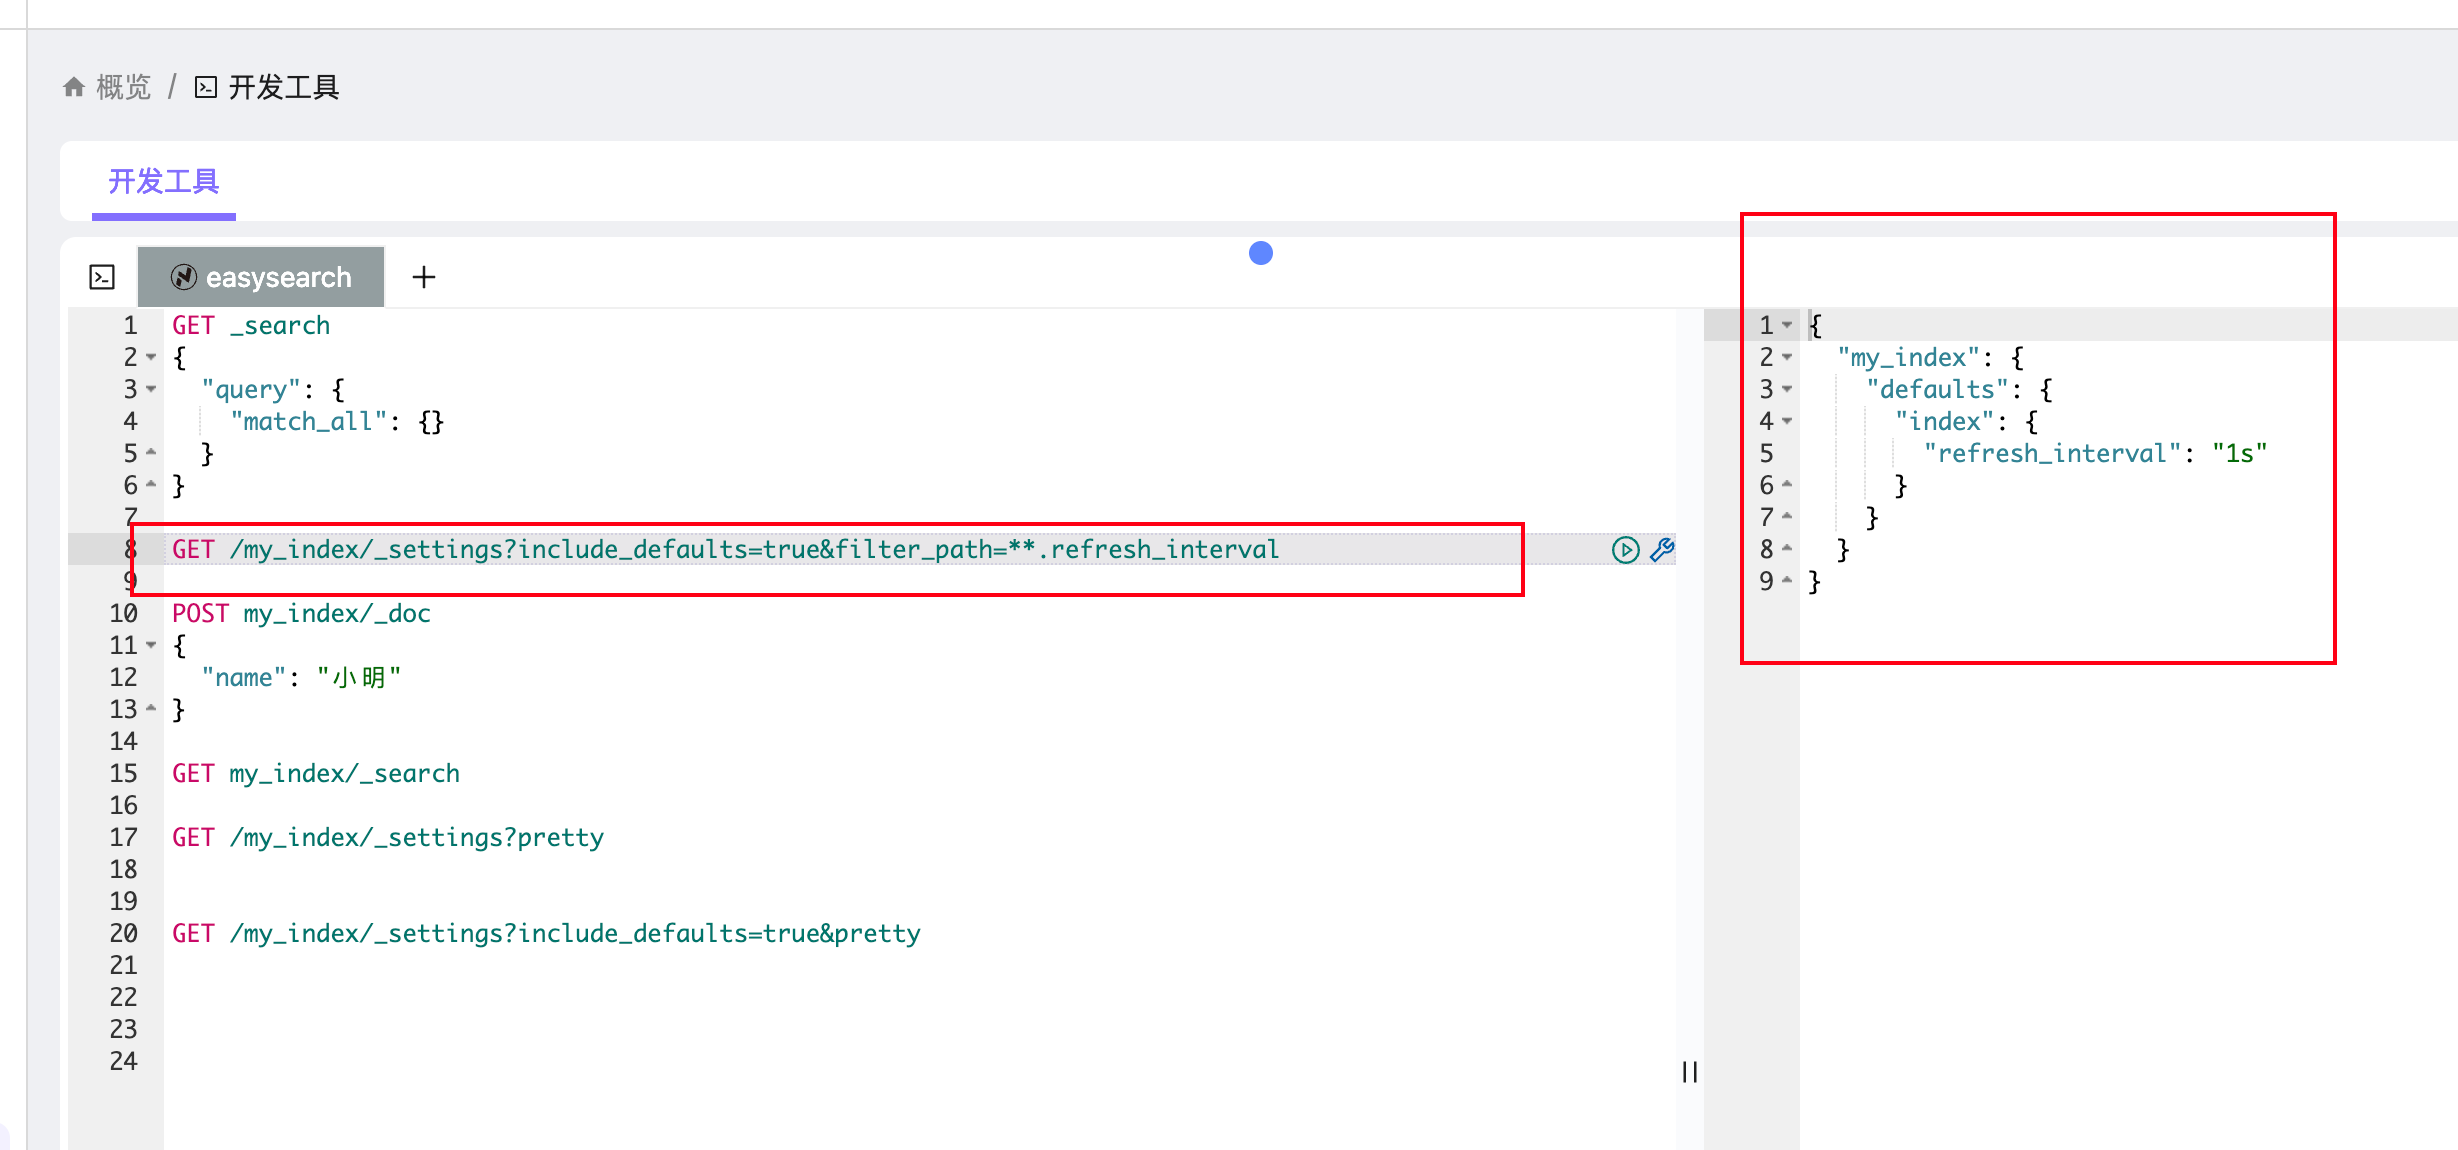 概览 / 开发工具
开发工具
easysearch +
1 GET _search
2 {
3 "query": {
4 "match_all": {}
5 }
6 }
7
8 GET /my_index/_settings?include_defaults=true&filter_path=**.refresh_interval
9
10 POST my_index/_doc
11 {
12 "name": "小明"
13 }
14
15 GET my_index/_search
16
17 GET /my_index/_settings?pretty
18
19
20 GET /my_index/_settings?include_defaults=true&pretty
21
22
23
24
1 {
2 "my_index": {
3 "defaults": {
4 "index": {
5 "refresh_interval": "1s"
6 }
7 }
8 }
9 }